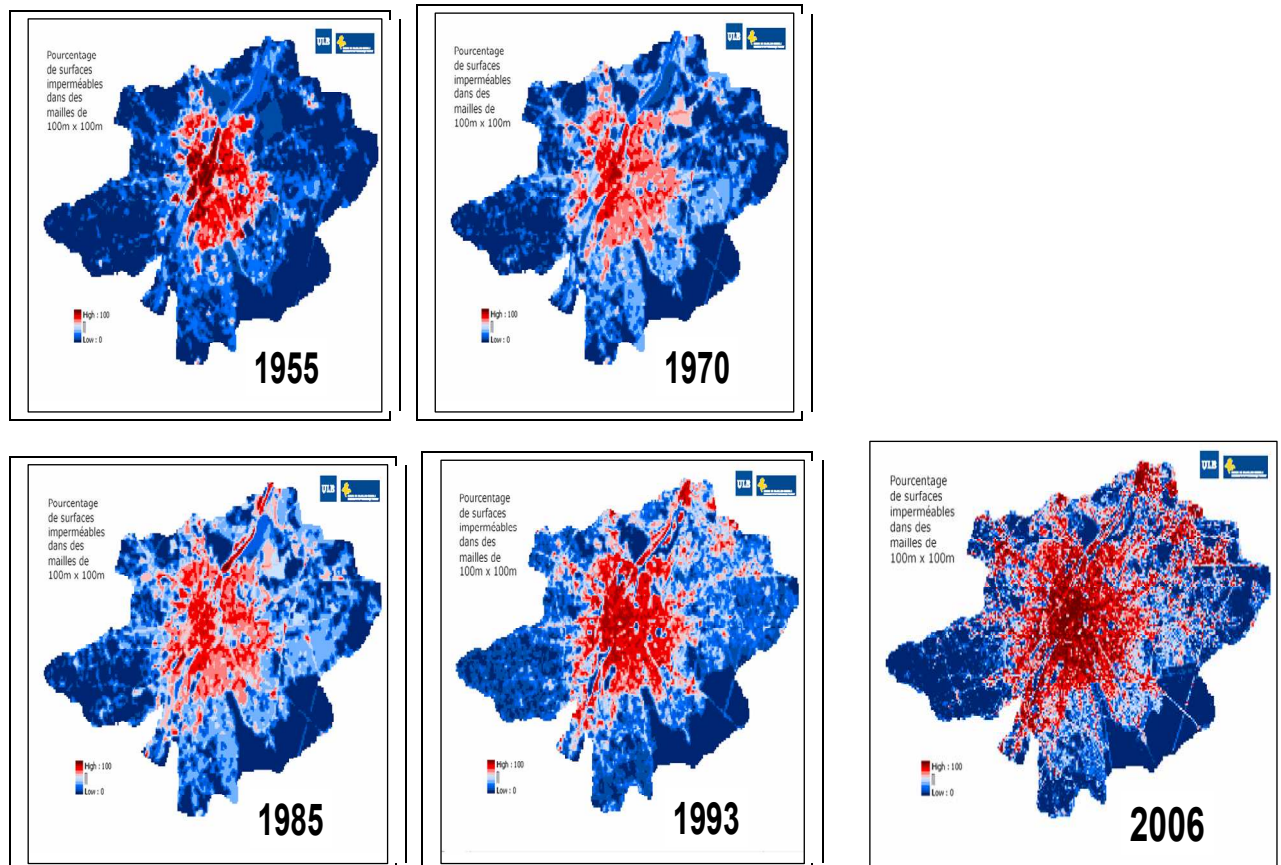 ULB
Pourcentage
de surfaces
imperméables
dans des
mailles de
100m x 100m
High : 100
Low : 0
1955
ULB
Pourcentage
de surfaces
imperméables
dans des
mailles de
100m x 100m
High : 100
Low : 0
1970
ULB
Pourcentage
de surfaces
imperméables
dans des
mailles de
100m x 100m
High : 100
Low : 0
1985
ULB
Pourcentage
de surfaces
imperméables
dans des
mailles de
100m x 100m
High : 100
Low : 0
1993
ULB
Pourcentage
de surfaces
imperméables
dans des
mailles de
100m x 100m
High : 100
Low : 0
2006